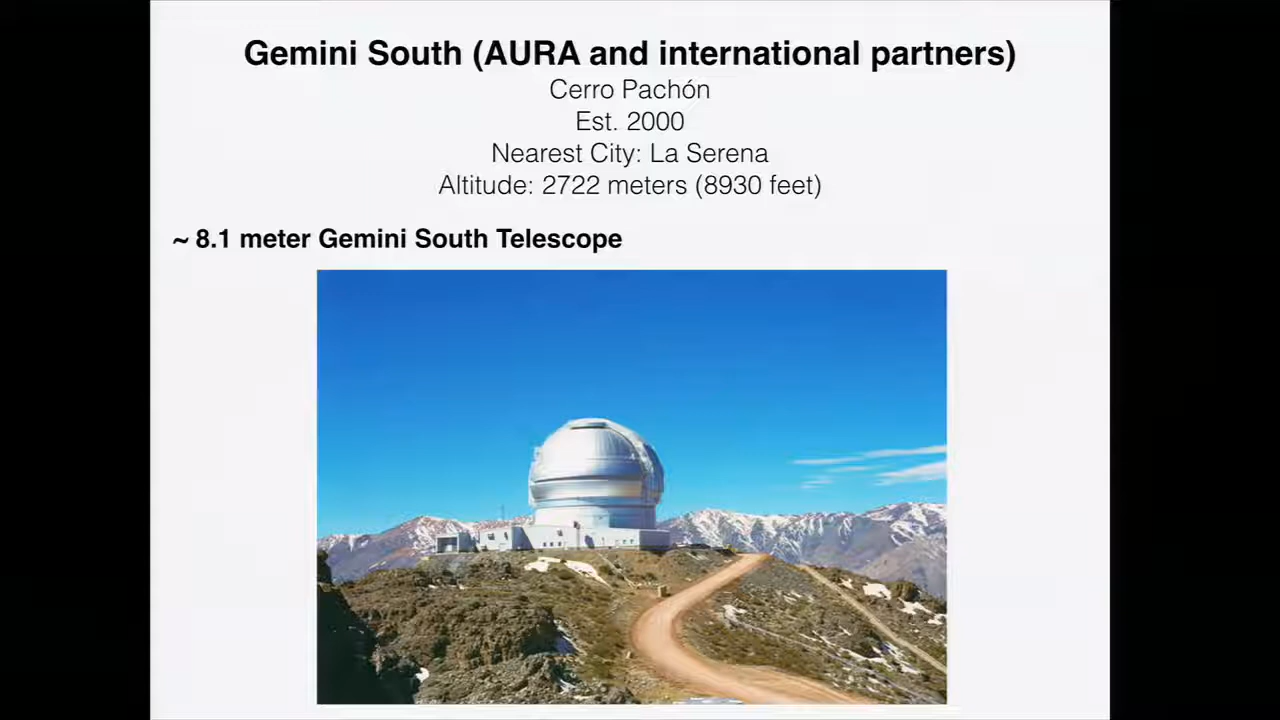 Gemini South (AURA and international partners)
Cerro Pachón
Est. 2000
Nearest City: La Serena
Altitude: 2722 meters (8930 feet)
~ 8.1 meter Gemini South Telescope